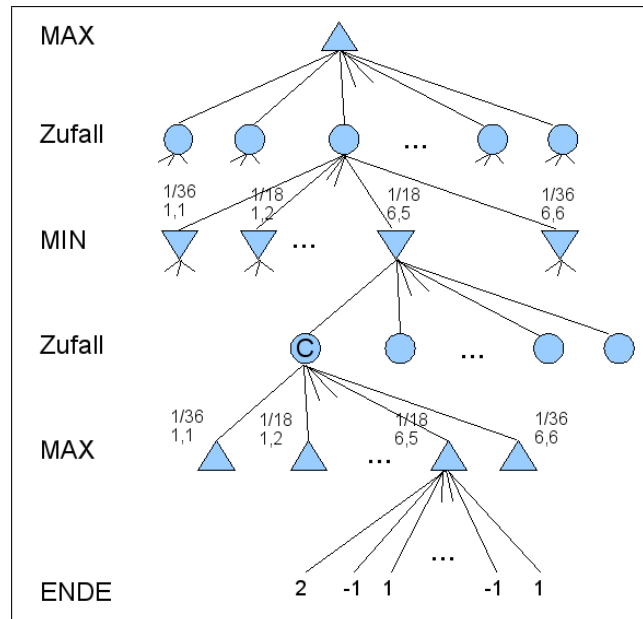 MAX
Zufall
...
1/36 1/18 1/18 1/36
1,1 1,2 6,5 6,6
MIN
...
Zufall
C
...
1/36 1/18 1/18 1/36
1,1 1,2 6,5 6,6
MAX
...
...
ENDE
2 -1 1 -1 1